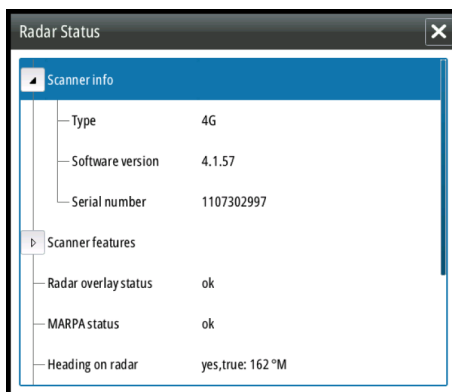 Radar Status
Scanner info
Type 4G
Software version 4.1.57
Serial number 1107302997
Scanner features
Radar overlay status ok
MARPA status ok
Heading on radar yes,true: 162 °M